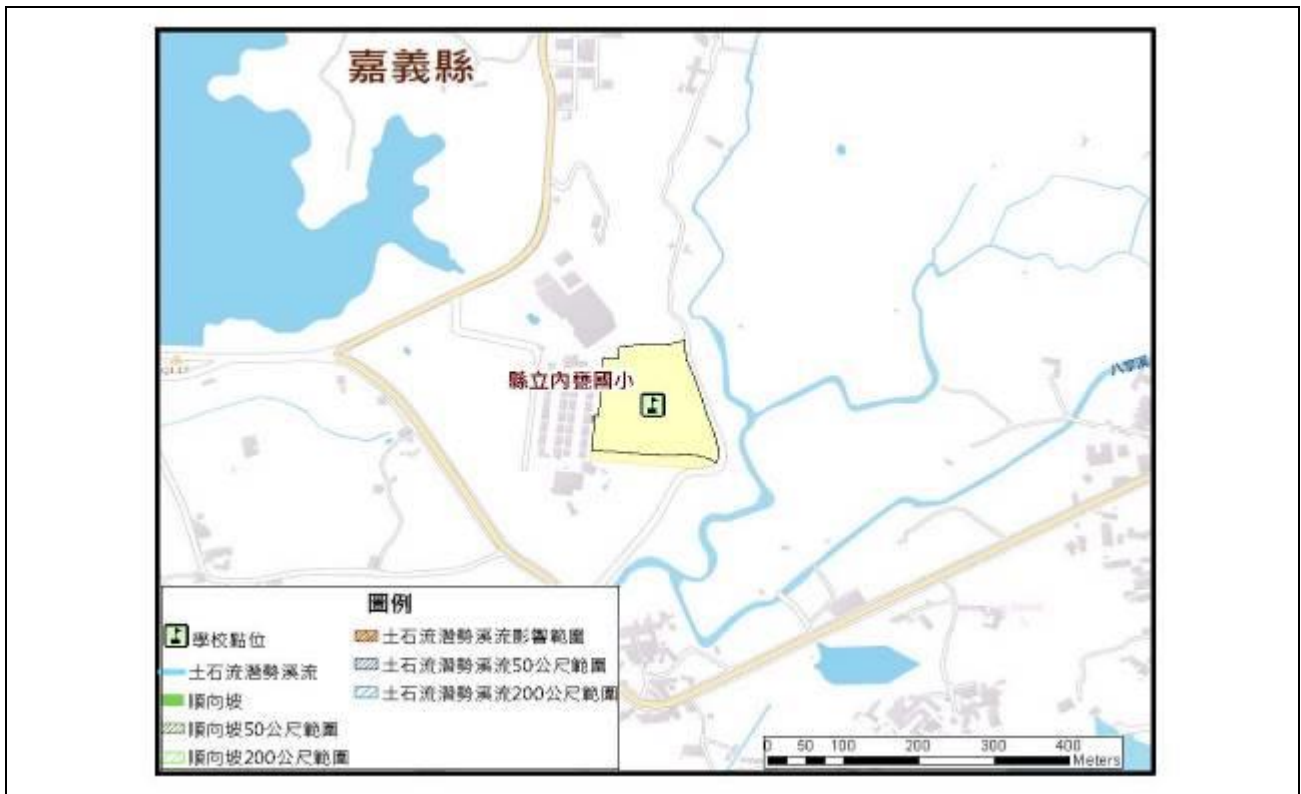 嘉義縣
縣立內甕國小
圖例
學校點位
土石流潛勢溪流
順向坡
順向坡50公尺範圍
順向坡200公尺範圍
土石流潛勢溪流影響範圍
土石流潛勢溪流50公尺範圍
土石流潛勢溪流200公尺範圍
0 50 100 200 300 400
Meters